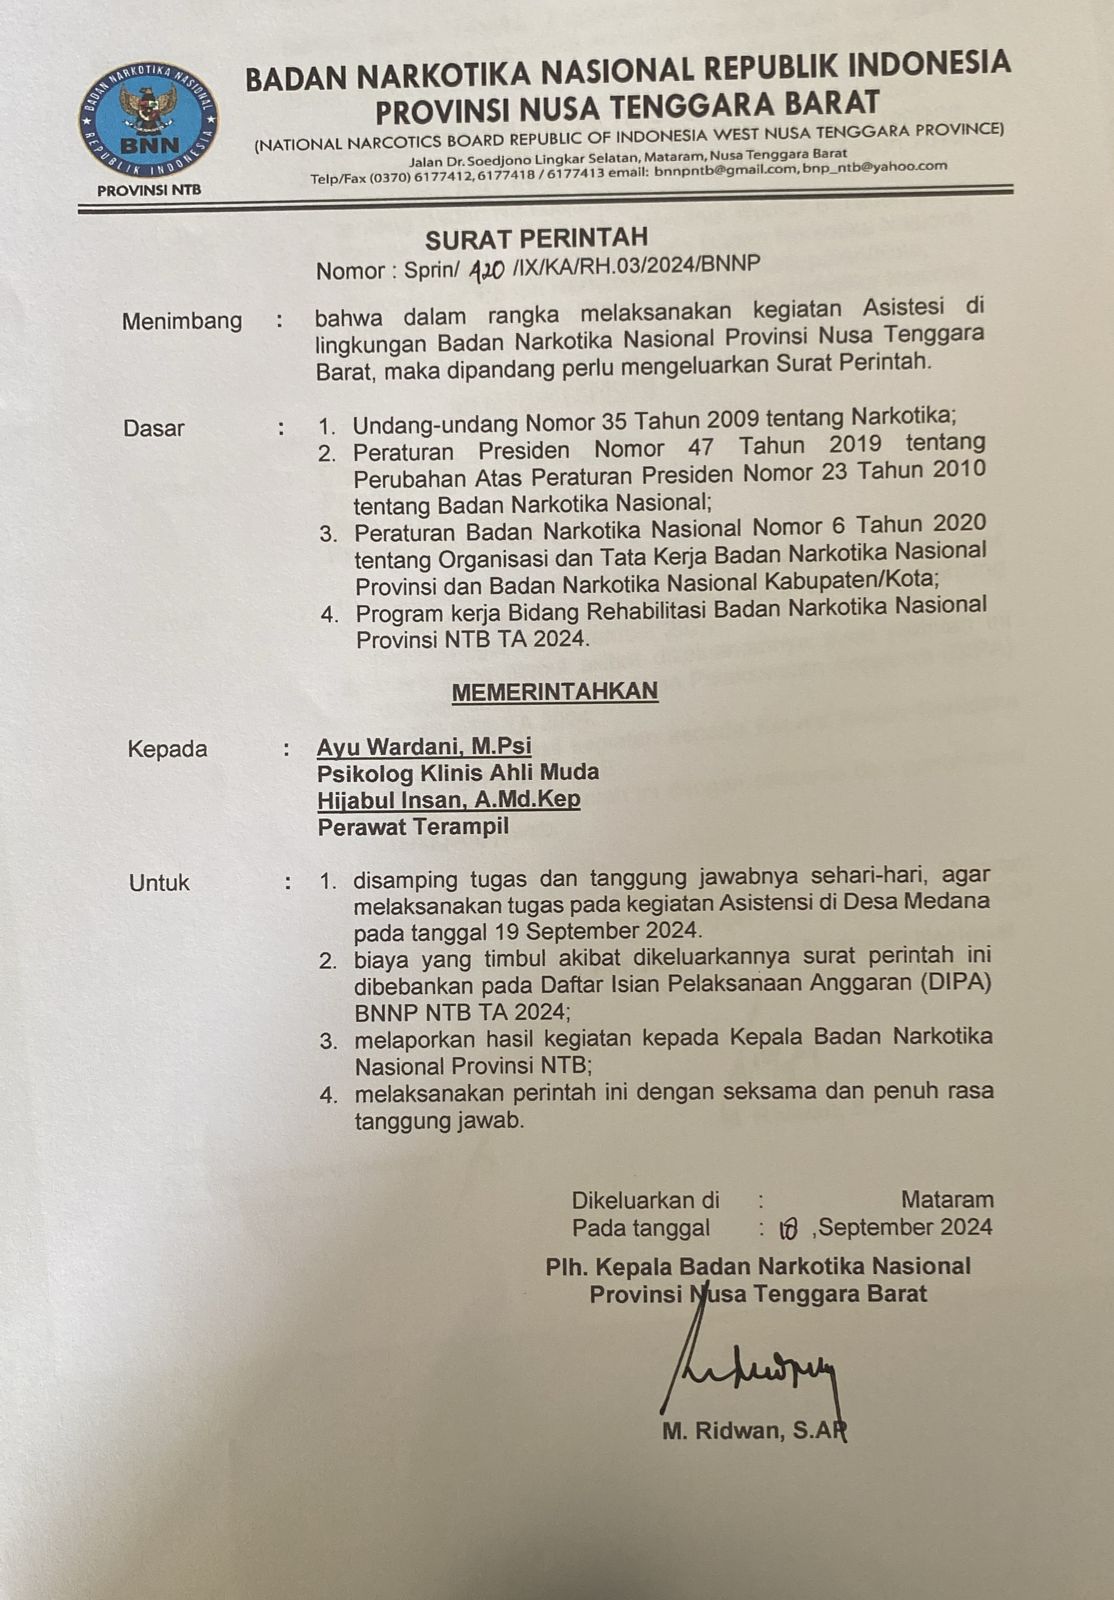 BADAN NARKOTIKA NASIONAL
REPUBLIK INDONESIA
BNN
PROVINSI NTB
BADAN NARKOTIKA NASIONAL REPUBLIK INDONESIA
PROVINSI NUSA TENGGARA BARAT
(NATIONAL NARCOTICS BOARD REPUBLIC OF INDONESIA WEST NUSA TENGGARA PROVINCE)
Jalan Dr. Soedjono Lingkar Selatan, Mataram, Nusa Tenggara Barat
Telp/Fax (0370) 6177412, 6177418 / 6177413 email: bnnpntb@gmail.com, bnp_ntb@yahoo.com
SURAT PERINTAH
Nomor : Sprin/ 420 /IX/KA/RH.03/2024/BNNP
Menimbang : bahwa dalam rangka melaksanakan kegiatan Asistesi di
lingkungan Badan Narkotika Nasional Provinsi Nusa Tenggara
Barat, maka dipandang perlu mengeluarkan Surat Perintah.
Dasar : 1. Undang-undang Nomor 35 Tahun 2009 tentang Narkotika;
2. Peraturan Presiden Nomor 47 Tahun 2019 tentang
Perubahan Atas Peraturan Presiden Nomor 23 Tahun 2010
tentang Badan Narkotika Nasional;
3. Peraturan Badan Narkotika Nasional Nomor 6 Tahun 2020
tentang Organisasi dan Tata Kerja Badan Narkotika Nasional
Provinsi dan Badan Narkotika Nasional Kabupaten/Kota;
4. Program kerja Bidang Rehabilitasi Badan Narkotika Nasional
Provinsi NTB TA 2024.
MEMERINTAHKAN
Kepada : Ayu Wardani, M.Psi
Psikolog Klinis Ahli Muda
Hijabul Insan, A.Md.Kep
Perawat Terampil
Untuk : 1. disamping tugas dan tanggung jawabnya sehari-hari, agar
melaksanakan tugas pada kegiatan Asistensi di Desa Medana
pada tanggal 19 September 2024.
2. biaya yang timbul akibat dikeluarkannya surat perintah ini
dibebankan pada Daftar Isian Pelaksanaan Anggaran (DIPA)
BNNP NTB TA 2024;
3. melaporkan hasil kegiatan kepada Kepala Badan Narkotika
Nasional Provinsi NTB;
4. melaksanakan perintah ini dengan seksama dan penuh rasa
tanggung jawab.
Dikeluarkan di : Mataram
Pada tanggal : 18 ,September 2024
Plh. Kepala Badan Narkotika Nasional
Provinsi Nusa Tenggara Barat
M. Ridwan, S.AP